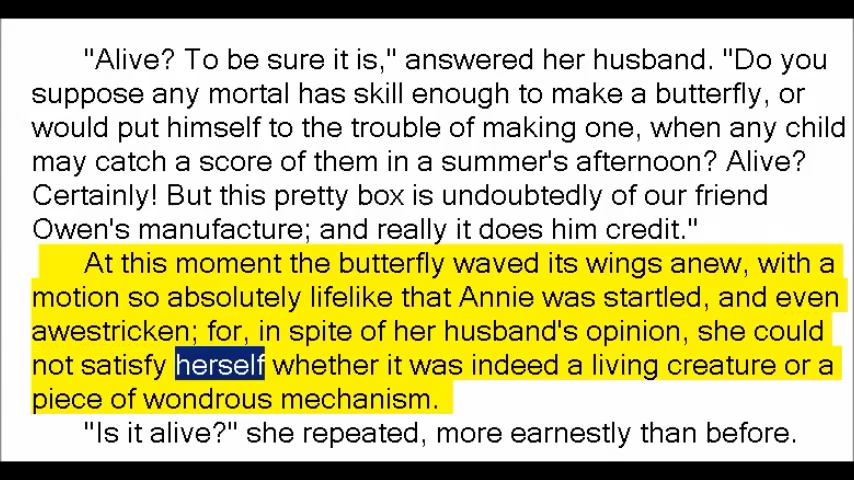 "Alive? To be sure it is," answered her husband. "Do you
suppose any mortal has skill enough to make a butterfly, or
would put himself to the trouble of making one, when any child
may catch a score of them in a summer's afternoon? Alive?
Certainly! But this pretty box is undoubtedly of our friend
Owen's manufacture; and really it does him credit."
At this moment the butterfly waved its wings anew, with a
motion so absolutely lifelike that Annie was startled, and even
awestricken; for, in spite of her husband's opinion, she could
not satisfy herself whether it was indeed a living creature or a
piece of wondrous mechanism.
"Is it alive?" she repeated, more earnestly than before.